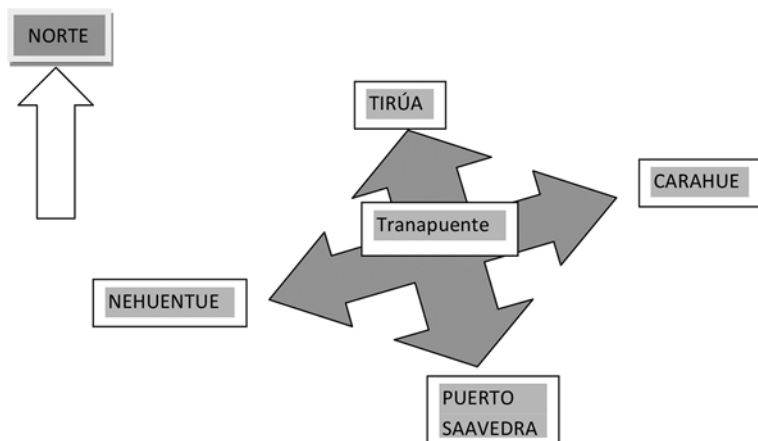 NORTE
TIRÚA
CARAHUE
Tranapuente
NEHUENTUE
PUERTO
SAAVEDRA